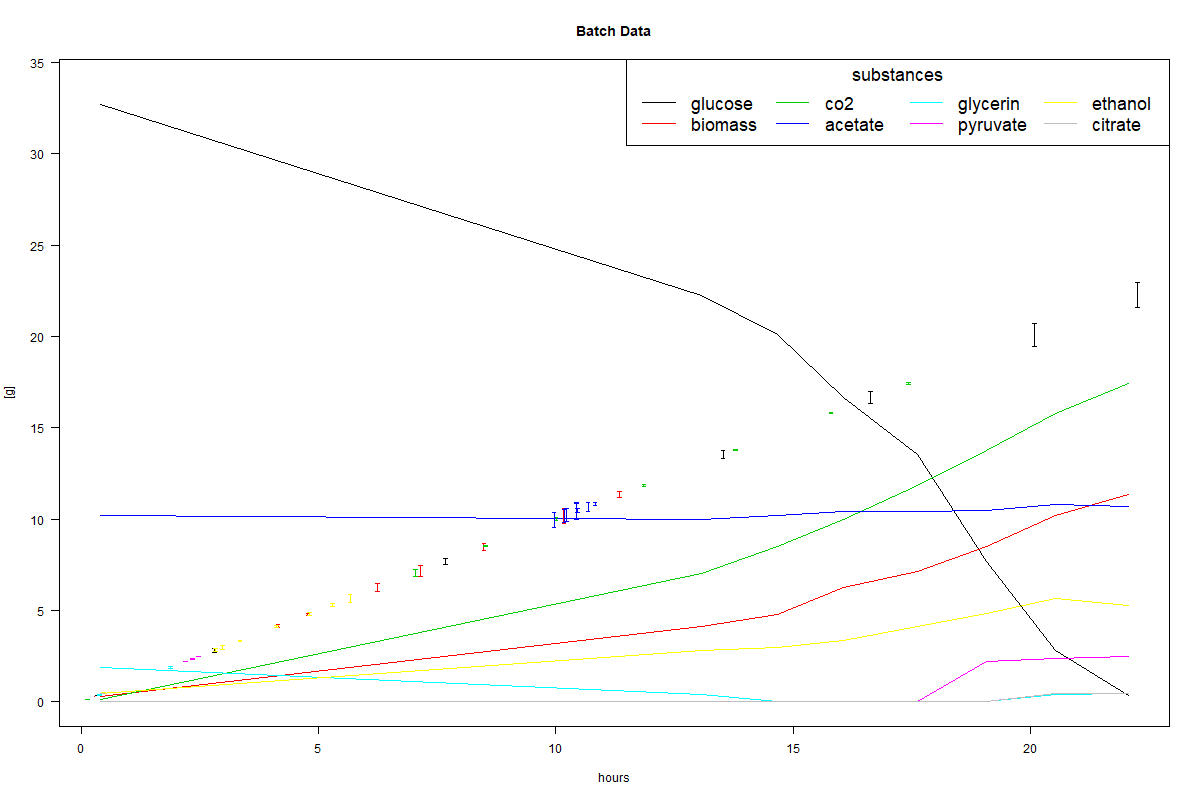 Batch Data
substances
glucose co2 glycerin ethanol
biomass acetate pyruvate citrate
35
30
25
20
15
10
5
0
[g]
0 5 10 15 20
hours